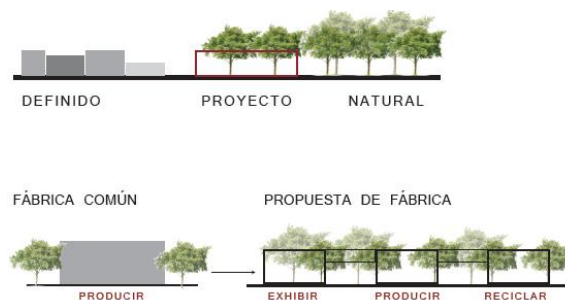 DEFINIDO PROYECTO NATURAL
FÁBRICA COMÚN PROPUESTA DE FÁBRICA
PRODUCIR EXHIBIR PRODUCIR RECICLAR